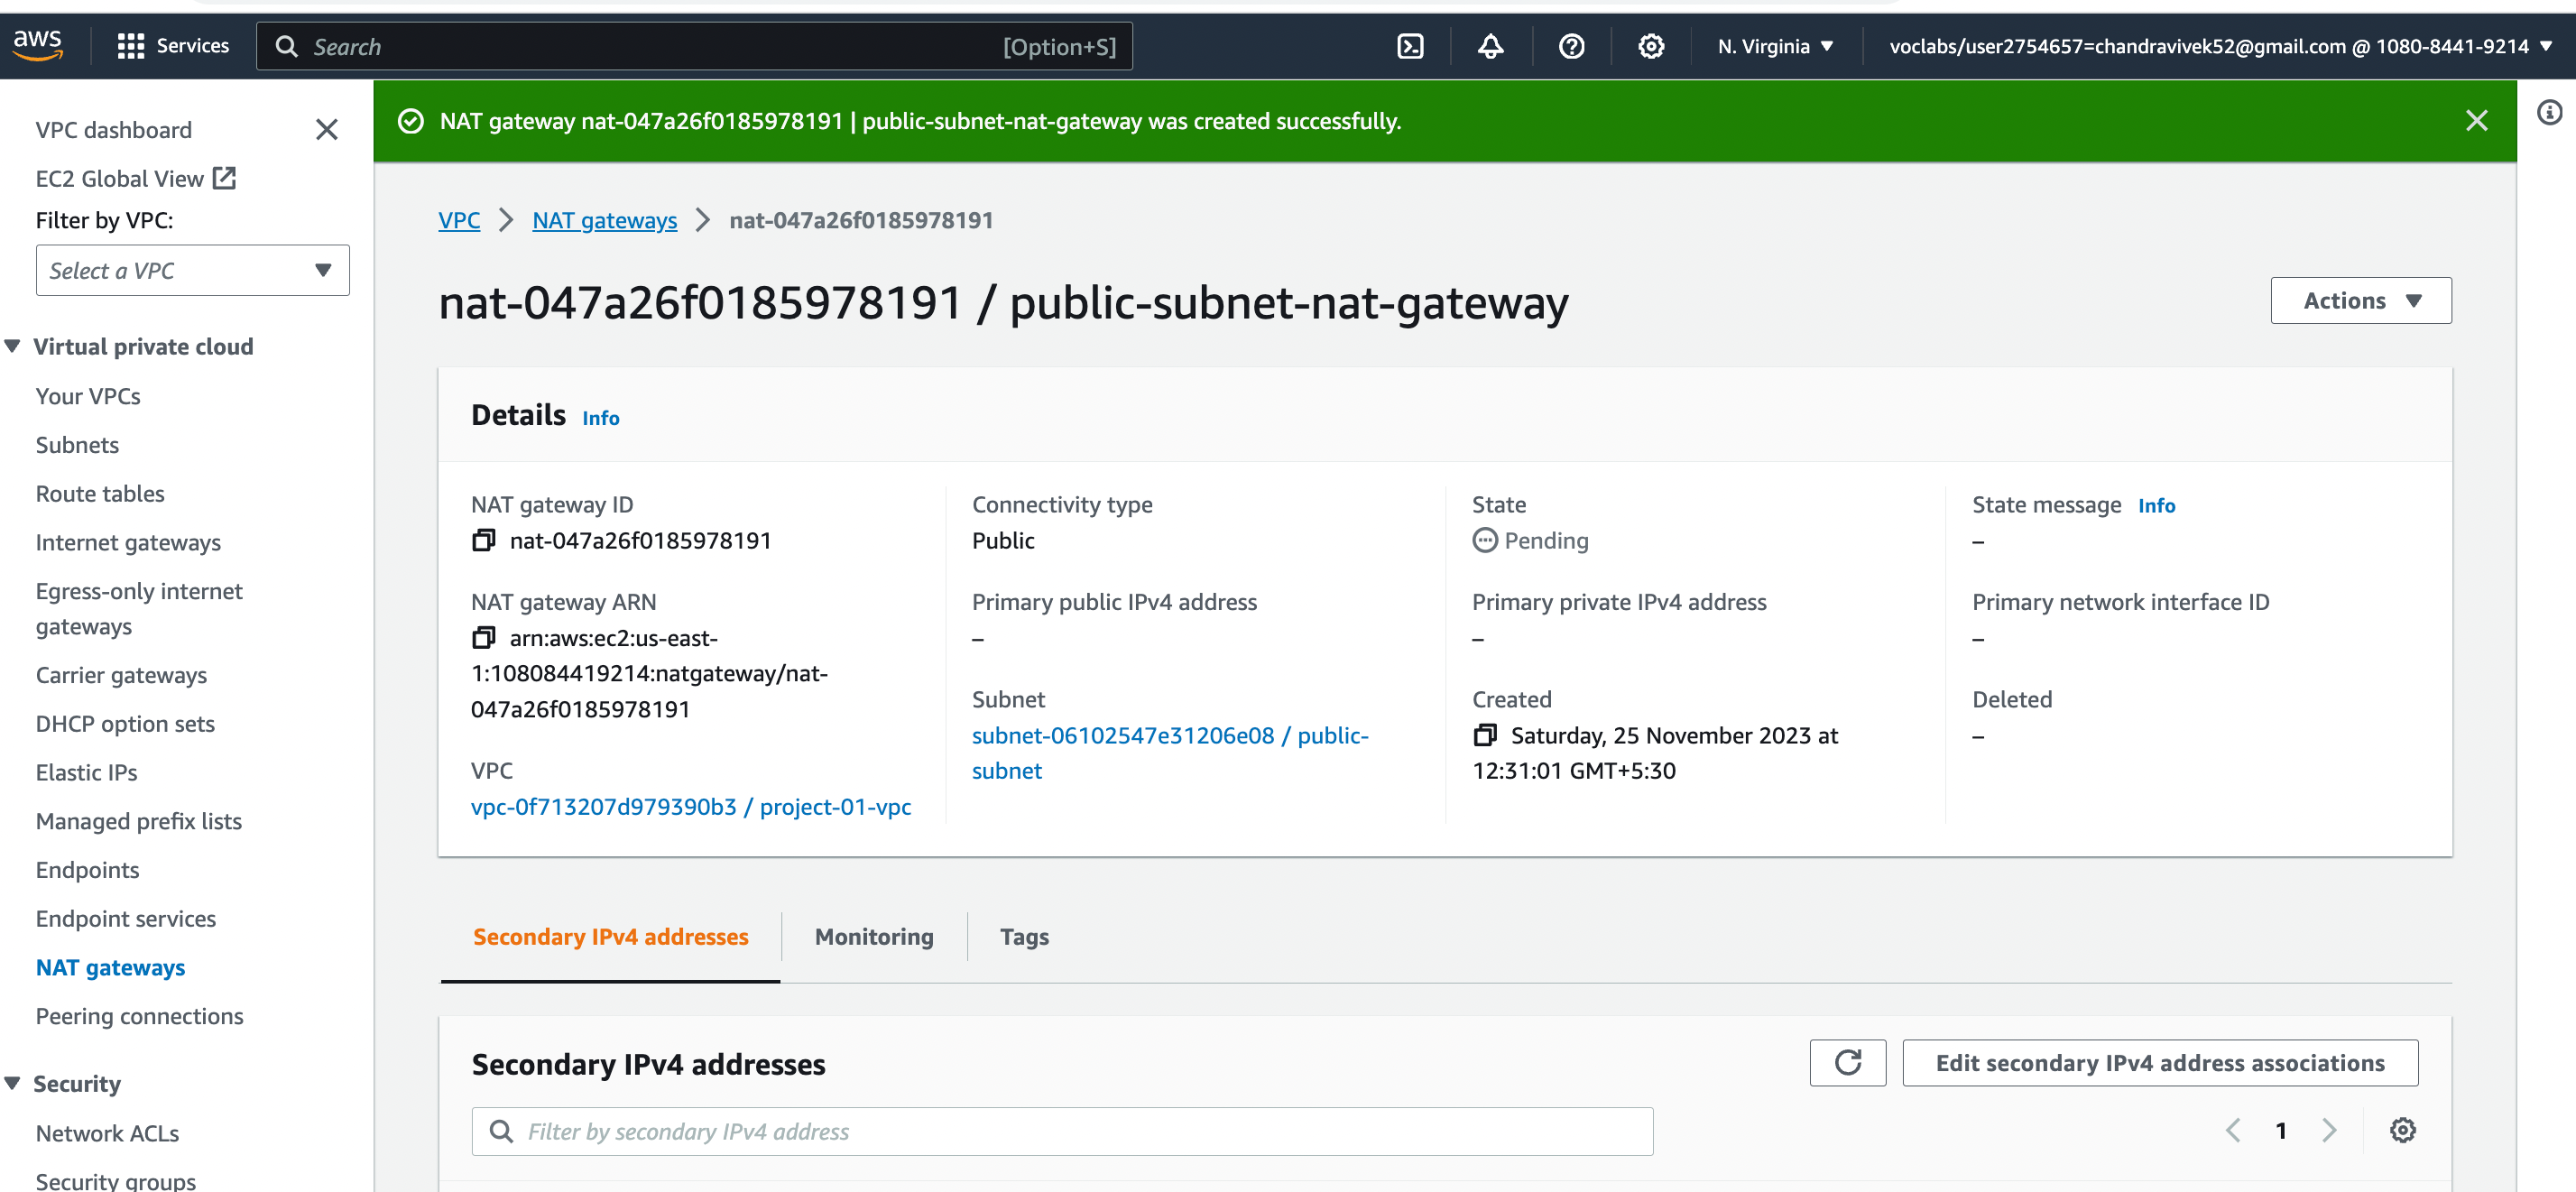 aws
Services
Search
[Option+S]
N. Virginia
voclabs/user2754657=chandravivek52@gmail.com @ 1080-8441-9214
VPC dashboard
EC2 Global View
Filter by VPC:
Select a VPC
Virtual private cloud
Your VPCs
Subnets
Route tables
Internet gateways
Egress-only internet
gateways
Carrier gateways
DHCP option sets
Elastic IPs
Managed prefix lists
Endpoints
Endpoint services
NAT gateways
Peering connections
Security
Network ACLs
Security groups
NAT gateway nat-047a26f0185978191 | public-subnet-nat-gateway was created successfully.
VPC
NAT gateways
nat-047a26f0185978191
nat-047a26f0185978191 / public-subnet-nat-gateway
Actions
Details Info
NAT gateway ID
nat-047a26f0185978191
NAT gateway ARN
arn:aws:ec2:us-east-
1:108084419214:natgateway/nat-
047a26f0185978191
VPC
vpc-0f713207d979390b3 / project-01-vpc
Connectivity type
Public
Primary public IPv4 address
–
Subnet
subnet-06102547e31206e08 / public-
subnet
State
Pending
Primary private IPv4 address
–
Created
Saturday, 25 November 2023 at
12:31:01 GMT+5:30
State message Info
–
Primary network interface ID
–
Deleted
–
Secondary IPv4 addresses
Monitoring
Tags
Secondary IPv4 addresses
Edit secondary IPv4 address associations
Filter by secondary IPv4 address
1